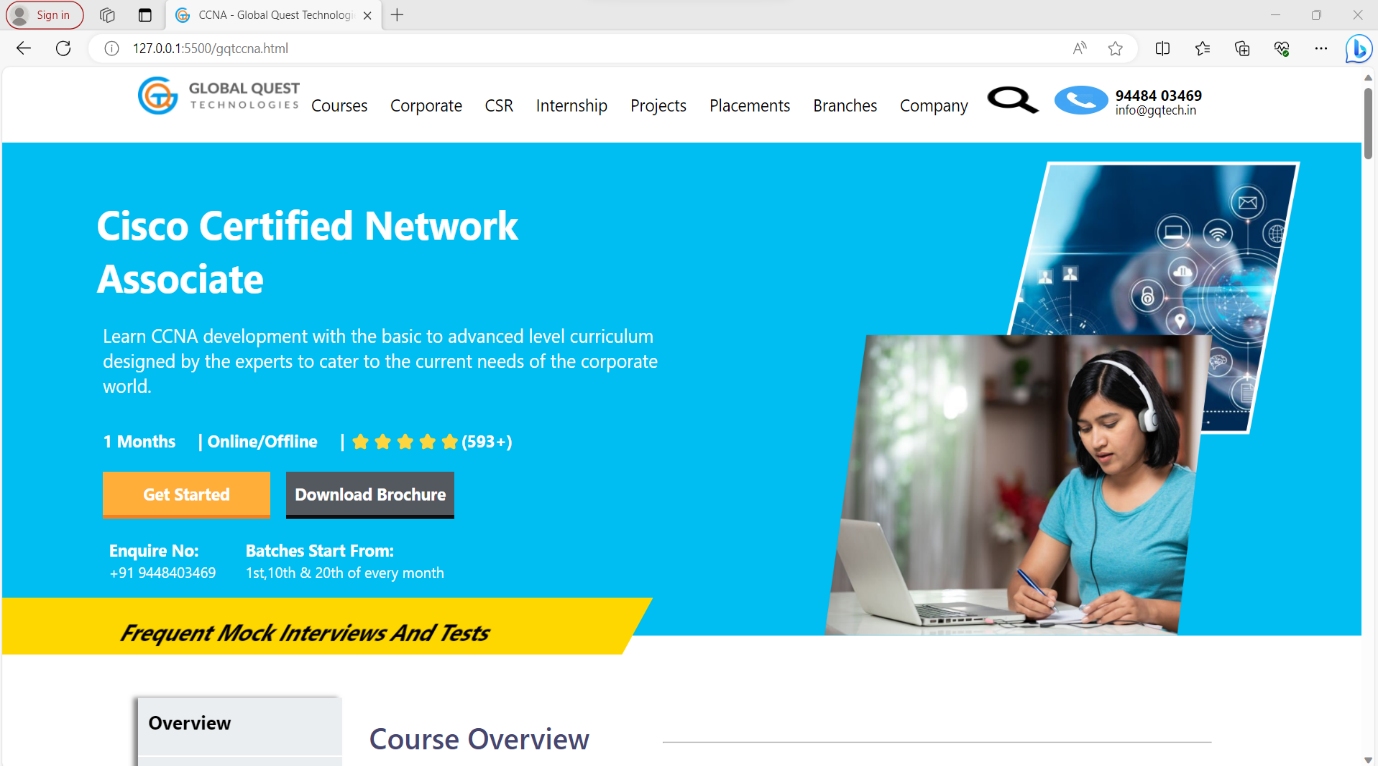 Sign in
CCNA - Global Quest Technologi
127.0.0.1:5500/gqtccna.html
GLOBAL QUEST
TECHNOLOGIES
Courses Corporate CSR Internship Projects Placements Branches Company
94484 03469
info@gqtech.in
Cisco Certified Network
Associate
Learn CCNA development with the basic to advanced level curriculum
designed by the experts to cater to the current needs of the corporate
world.
1 Months | Online/Offline | (593+)
Get Started Download Brochure
Enquire No: Batches Start From:
+91 9448403469 1st,10th & 20th of every month
Frequent Mock Interviews And Tests
Overview
Course Overview